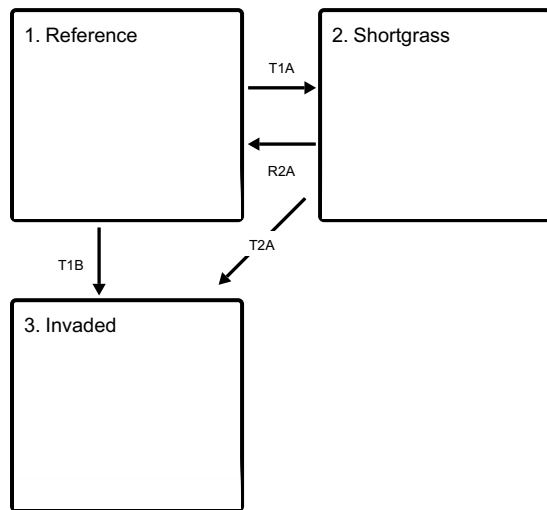 1. Reference
2. Shortgrass
T1A
R2A
T1B
T2A
3. Invaded